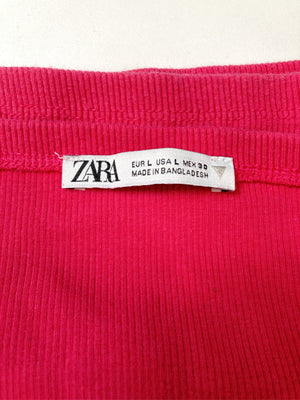 ZARA
EUR L USA L MEX 30
MADE IN BANGLADESH